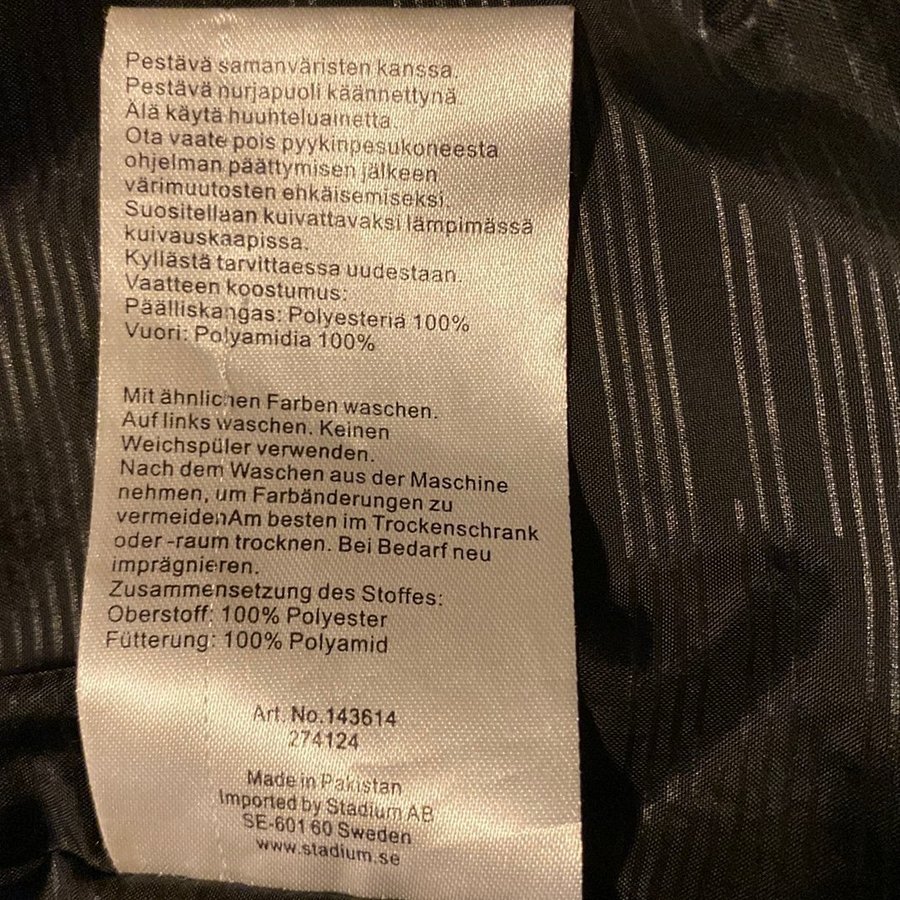 Pestävä samanväristen kanssa.
Pestävä nurjapuoli käännettynä.
Älä käytä huuhteluainetta.
Ota vaate pois pyykinpesukoneesta
ohjelman päättymisen jälkeen
värimuutosten ehkäisemiseksi.
Suositellaan kuivattavaksi lämpimässä
kuivauskaapissa.
Kyllästä tarvittaessa uudestaan.
Vaatteen koostumus:
Päälliskangas: Polyesteriä 100%
Vuori: Polyamidia 100%
Mit ähnlichen Farben waschen.
Auf links waschen. Keinen
Weichspüler verwenden.
Nach dem Waschen aus der Maschine
nehmen, um Farbänderungen zu
vermeidenAm besten im Trockenschrank
oder -raum trocknen. Bei Bedarf neu
imprägnieren.
Zusammensetzung des Stoffes:
Oberstoff: 100% Polyester
Fütterung: 100% Polyamid
Art. No.143614
274124
Made in Pakistan
Imported by Stadium AB
SE-601 60 Sweden
www.stadium.se